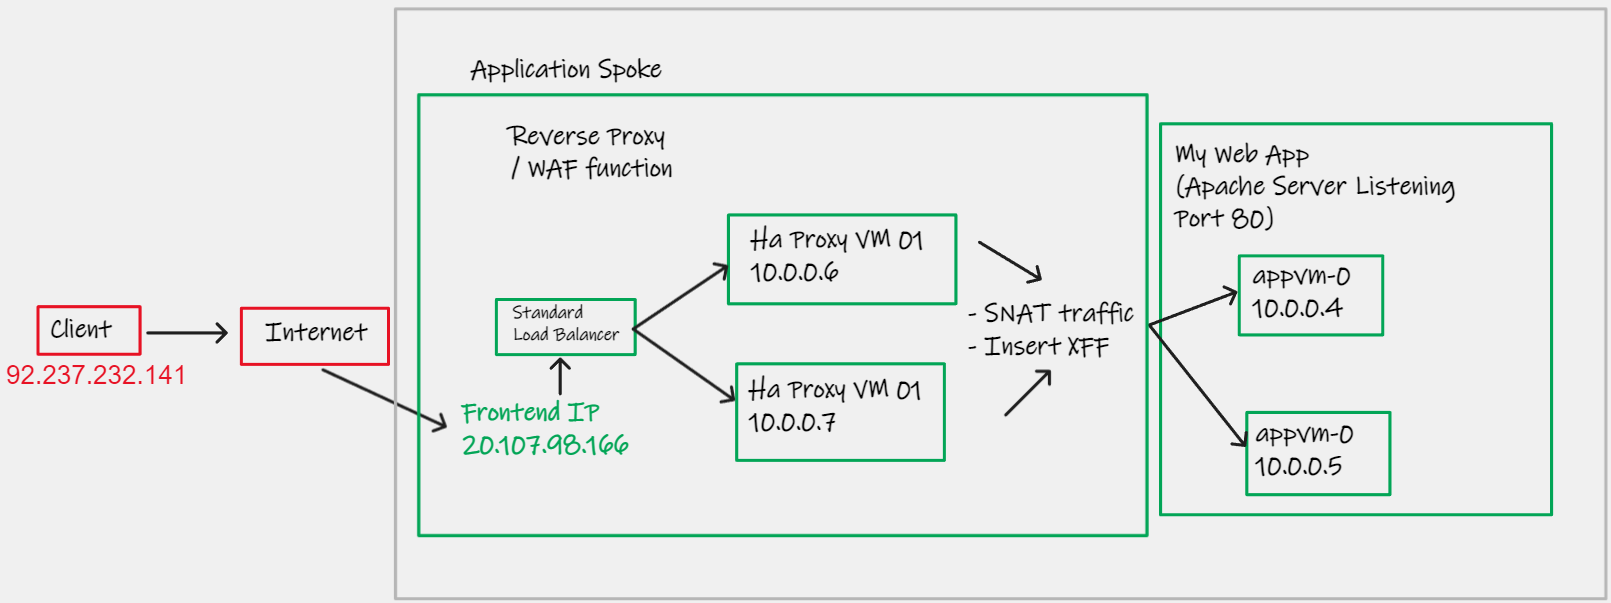 Application Spoke
Reverse Proxy
/ WAF function
My Web App
(Apache Server Listening
Port 80)
Ha Proxy VM 01
10.0.0.6
appvm-0
10.0.0.4
Standard
Load Balancer
- SNAT traffic
- Insert XFF
Client
Internet
92.237.232.141
Ha Proxy VM 01
10.0.0.7
Frontend IP
20.107.98.166
appvm-0
10.0.0.5